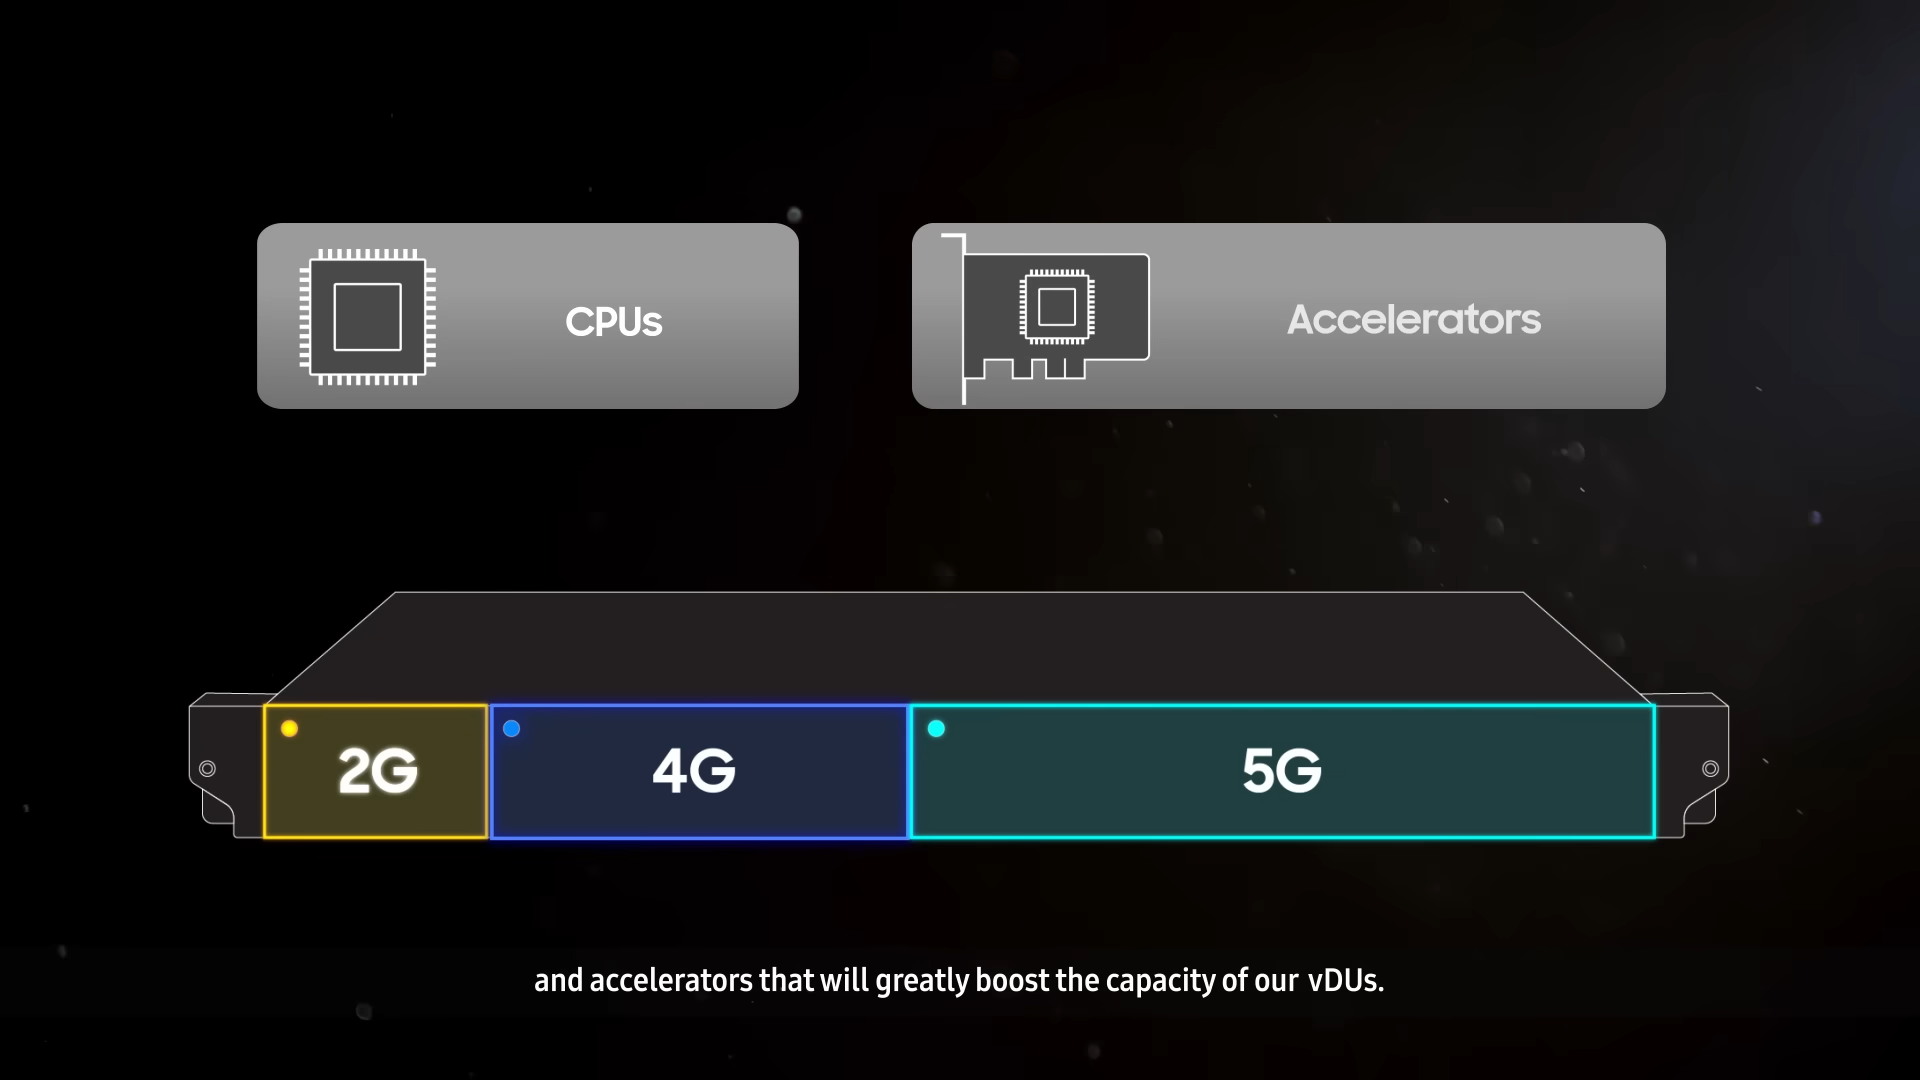 CPUs
Accelerators
2G
4G
5G
and accelerators that will greatly boost the capacity of our vDUs.